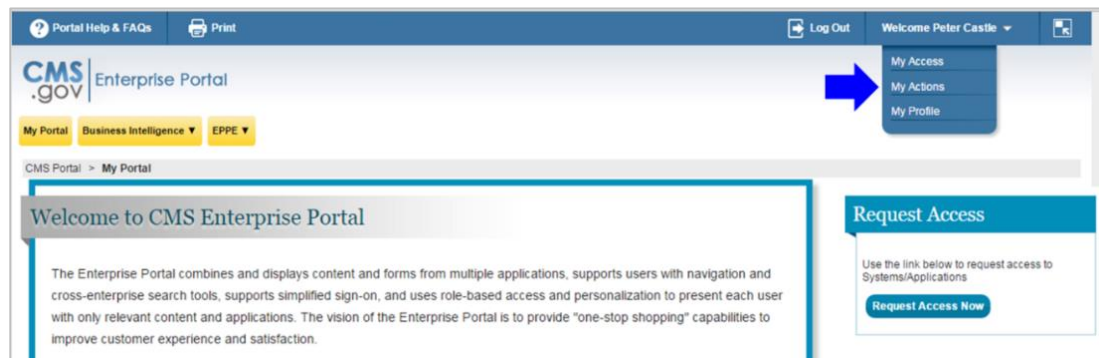 Portal Help & FAQs Print Log Out Welcome Peter Castle
My Access
My Actions
My Profile
CMS .gov Enterprise Portal
My Portal Business Intelligence ▼ EPPE ▼
CMS Portal > My Portal
Welcome to CMS Enterprise Portal
The Enterprise Portal combines and displays content and forms from multiple applications, supports users with navigation and
cross-enterprise search tools, supports simplified sign-on, and uses role-based access and personalization to present each user
with only relevant content and applications. The vision of the Enterprise Portal is to provide "one-stop shopping" capabilities to
improve customer experience and satisfaction.
Request Access
Use the link below to request access to
Systems/Applications
Request Access Now